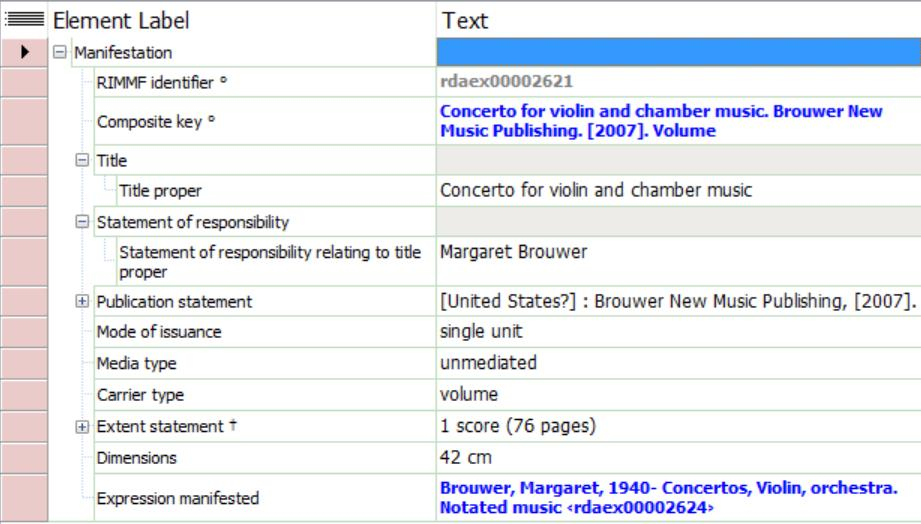 Element Label Text
Manifestation
RIMMF identifier ° rdaex00002621
Composite key ° Concerto for violin and chamber music. Brouwer New
Music Publishing. [2007]. Volume
Title
Title proper Concerto for violin and chamber music
Statement of responsibility
Statement of responsibility relating to title Margaret Brouwer
proper
Publication statement [United States?] : Brouwer New Music Publishing, [2007].
Mode of issuance single unit
Media type unmediated
Carrier type volume
Extent statement † 1 score (76 pages)
Dimensions 42 cm
Expression manifested Brouwer, Margaret, 1940- Concertos, Violin, orchestra.
Notated music <rdaex00002624>